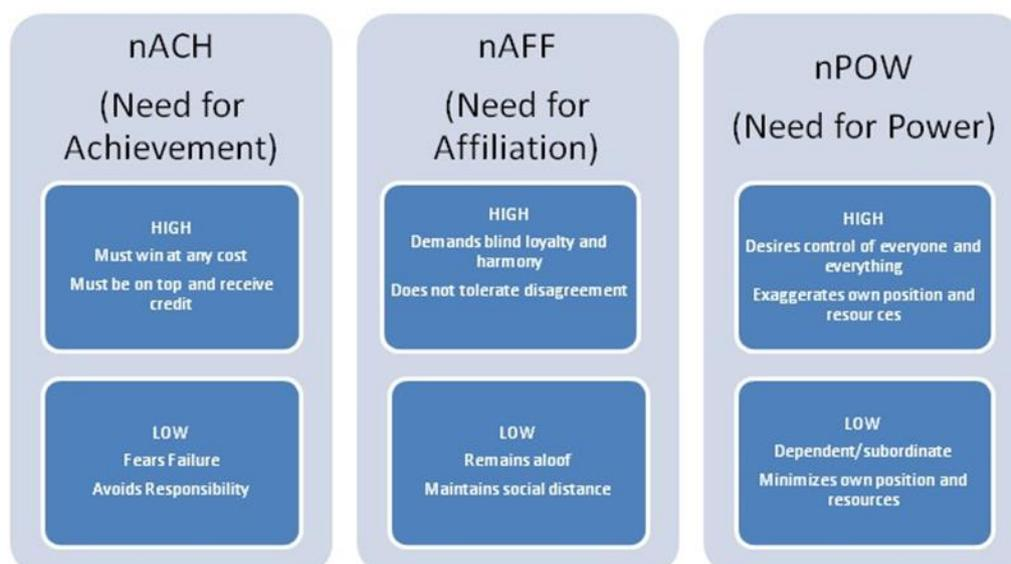 nACH
(Need for
Achievement)
HIGH
Must win at any cost
Must be on top and receive
credit
LOW
Fears Failure
Avoids Responsibility
nAFF
(Need for
Affiliation)
HIGH
Demands blind loyalty and
harmony
Does not tolerate disagreement
LOW
Remains aloof
Maintains social distance
nPOW
(Need for Power)
HIGH
Desires control of everyone and
everything
Exaggerates own position and
resources
LOW
Dependent/subordinate
Minimizes own position and
resources